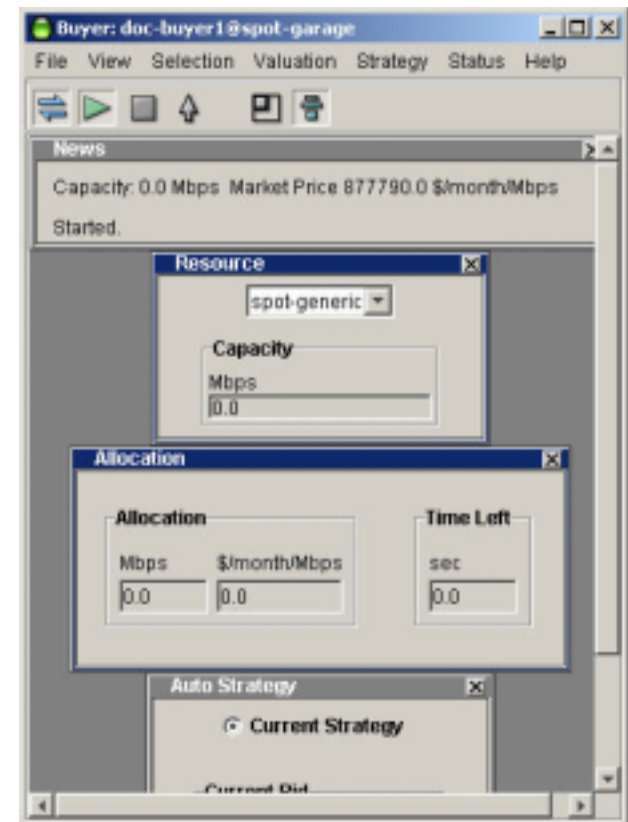 Buyer: doc-buyer1@spot-garage
File View Selection Valuation Strategy Status Help
News
Capacity: 0.0 Mbps Market Price 877790.0 $/month/Mbps
Started.
Resource
spot-generic
Capacity
Mbps
0.0
Allocation
Allocation
Time Left
Mbps $/month/Mbps
sec
0.0 0.0
0.0
Auto Strategy
Current Strategy
Current Bid